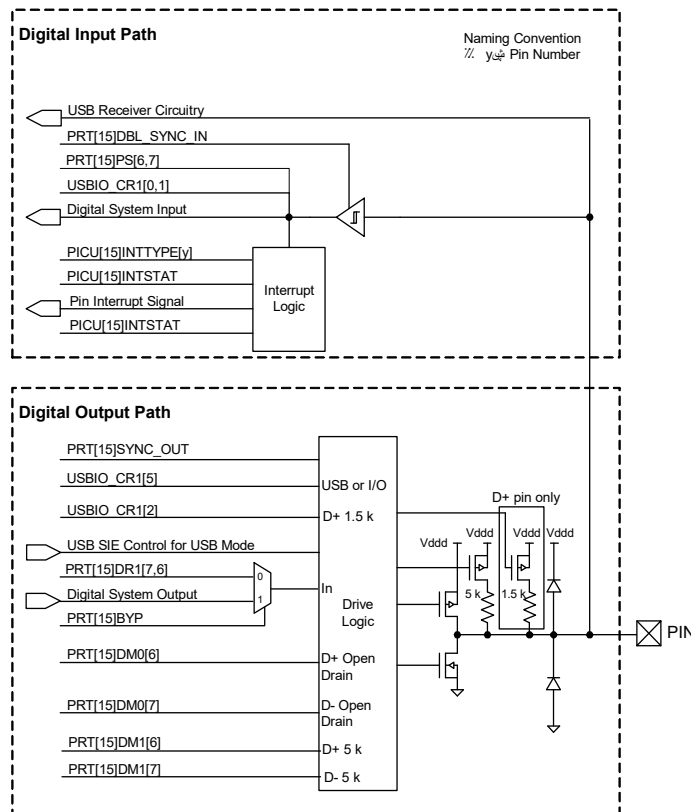 Digital Input Path
Naming Convention
Pin Number
USB Receiver Circuitry
PRT[15]DBL_SYNC_IN
PRT[15]PS[6,7]
USBIO_CR1[0,1]
Digital System Input
PICU[15]INTTYPE[y]
PICU[15]INTSTAT
Pin Interrupt Signal
PICU[15]INTSTAT
Interrupt
Logic
Digital Output Path
PRT[15]SYNC_OUT
USBIO_CR1[5]
USB or I/O
USBIO_CR1[2]
D+ 1.5 k
USB SIE Control for USB Mode
PRT[15]DR1[7,6]
0
Digital System Output
1
PRT[15]BYP
In
Drive
Logic
PRT[15]DM0[6]
D+ Open
Drain
PRT[15]DM0[7]
D- Open
Drain
PRT[15]DM1[6]
D+ 5 k
PRT[15]DM1[7]
D- 5 k
D+ pin only
Vddd
Vddd
Vddd
Vddd
5 k
1.5 k
PIN